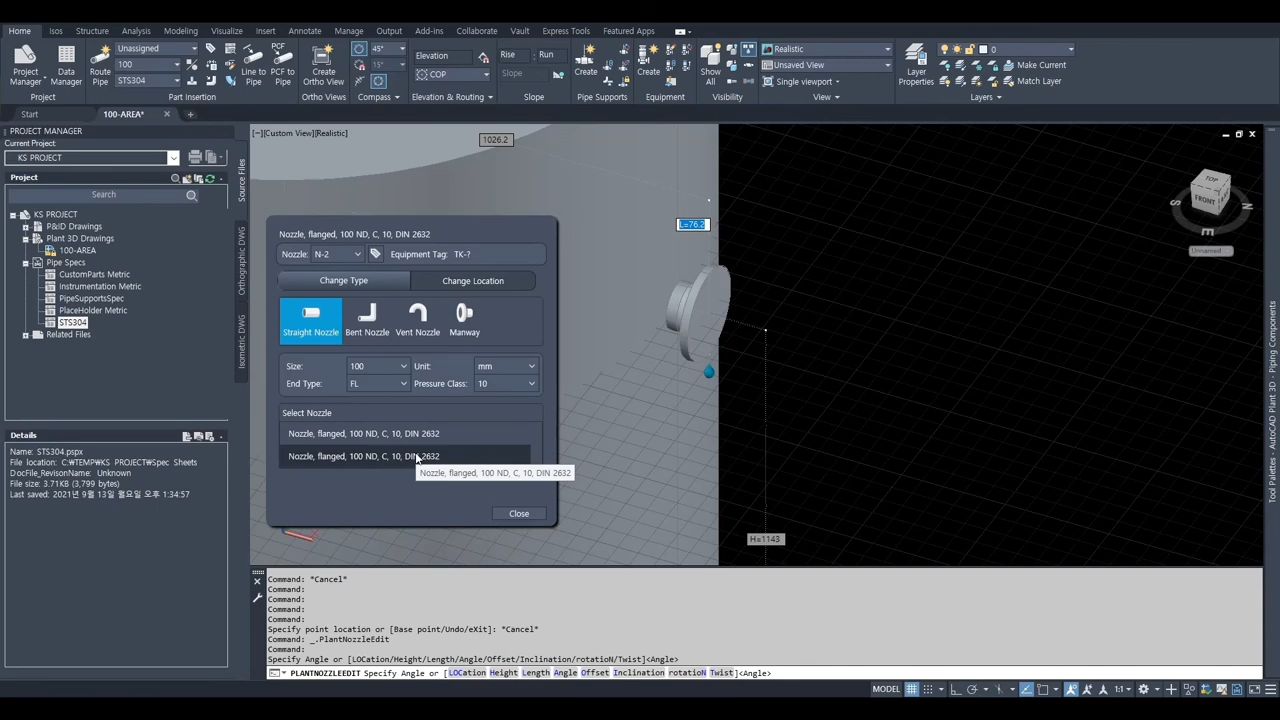 Home Isos Structure Analysis Modeling Visualize Insert Annotate Manage Output Add-ins Collaborate Vault Express Tools Featured Apps
Project Manager
Data Manager
Project
Route Pipe
Unassigned
100
STS304
Line to Pipe
PCF to Pipe
Part Insertion
Create Ortho View
Ortho Views
45°
15°
Compass
Elevation
COP
Elevation & Routing
Rise : Run
Slope
Slope
Create
Pipe Supports
Create
Equipment
Show All
Visibility
Realistic
Unsaved View
Single viewport
View
Layer Properties
0
Make Current
Match Layer
Layers
Start 100-AREA*
PROJECT MANAGER
Current Project
KS PROJECT
Project
Search
KS PROJECT
P&ID Drawings
Plant 3D Drawings
100-AREA
Pipe Specs
CustomParts Metric
Instrumentation Metric
PipeSupportsSpec
PlaceHolder Metric
STS304
Related Files
Source Files
Orthographic DWG
Isometric DWG
Details
Name: STS304.pspx
File location: C:₩TEMP₩KS PROJECT₩Spec Sheets
DocFile_RevisonName: Unknown
File size: 3.71KB (3,799 bytes)
Last saved: 2021년 9월 13일 월요일 오후 1:34:57
[−][Custom View][Realistic]
1026.2
L=76.2
H=1143
TOP
FRONT
S
N
E
Unnamed
Nozzle, flanged, 100 ND, C, 10, DIN 2632
Nozzle: N-2 Equipment Tag: TK-?
Change Type Change Location
Straight Nozzle Bent Nozzle Vent Nozzle Manway
Size: 100 Unit: mm
End Type: FL Pressure Class: 10
Select Nozzle
Nozzle, flanged, 100 ND, C, 10, DIN 2632
Nozzle, flanged, 100 ND, C, 10, DIN 2632
Nozzle, flanged, 100 ND, C, 10, DIN 2632
Close
Command: *Cancel*
Command:
Command:
Command:
Specify point location or [Base point/Undo/eXit]: *Cancel*
Command: _.PlantNozzleEdit
Command:
Specify Angle or [LOCation/Height/Length/Angle/Offset/Inclination/rotatioN/Twist]<Angle>
PLANTNOZZLEEDIT Specify Angle or [LOCation Height Length Angle Offset Inclination rotatioN Twist]<Angle>
MODEL 1:1
Tool Palettes - AutoCAD Plant 3D - Piping Components